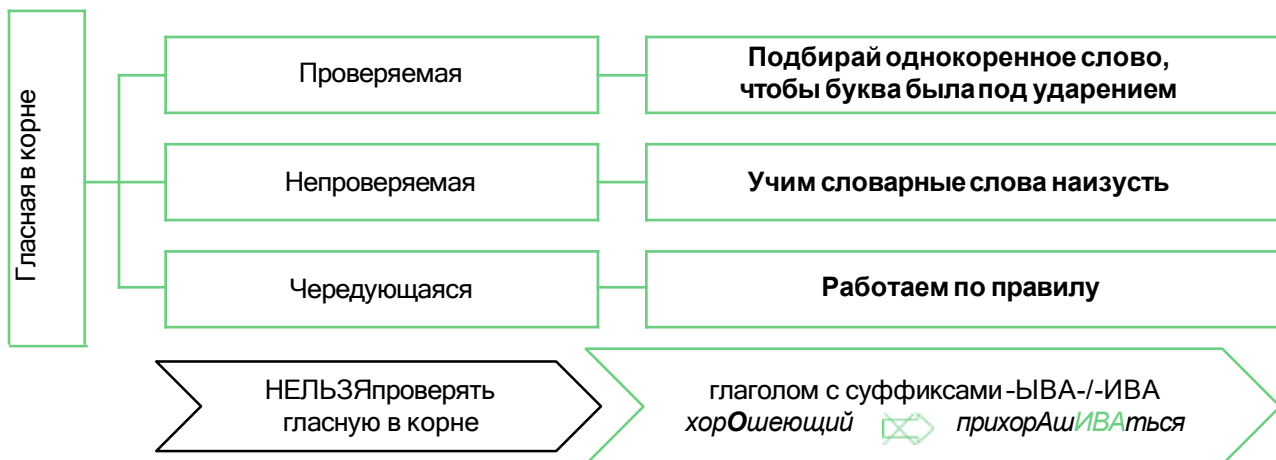 Гласная в корне
Проверяемая
Подбирай однокоренное слово,
чтобы буква была под ударением
Непроверяемая
Учим словарные слова наизусть
Чередующаяся
Работаем по правилу
НЕЛЬЗЯпроверять
гласную в корне
глаголом с суффиксами -ЫВА-/-ИВА
хорОшеющий прихорАшИВАться